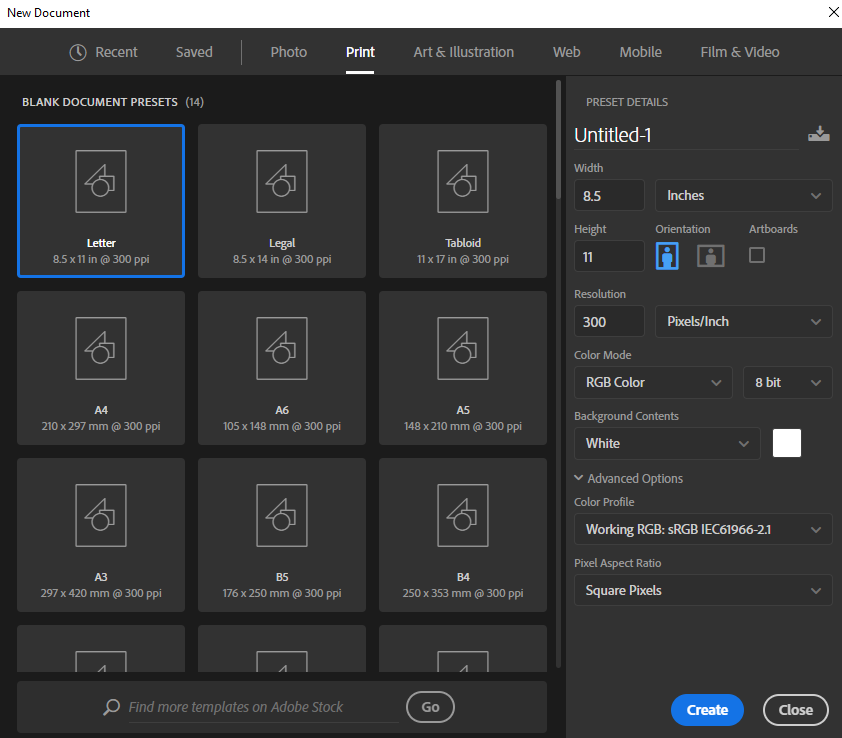 New Document
Recent Saved Photo Print Art & Illustration Web Mobile Film & Video
BLANK DOCUMENT PRESETS (14)
Letter
8.5 x 11 in @ 300 ppi
Legal
8.5 x 14 in @ 300 ppi
Tabloid
11 x 17 in @ 300 ppi
A4
210 x 297 mm @ 300 ppi
A6
105 x 148 mm @ 300 ppi
A5
148 x 210 mm @ 300 ppi
A3
297 x 420 mm @ 300 ppi
B5
176 x 250 mm @ 300 ppi
B4
250 x 353 mm @ 300 ppi
Find more templates on Adobe Stock
Go
PRESET DETAILS
Untitled-1
Width
8.5 Inches
Height Orientation Artboards
11
Resolution
300 Pixels/Inch
Color Mode
RGB Color 8 bit
Background Contents
White
Advanced Options
Color Profile
Working RGB: sRGB IEC61966-2.1
Pixel Aspect Ratio
Square Pixels
Create Close